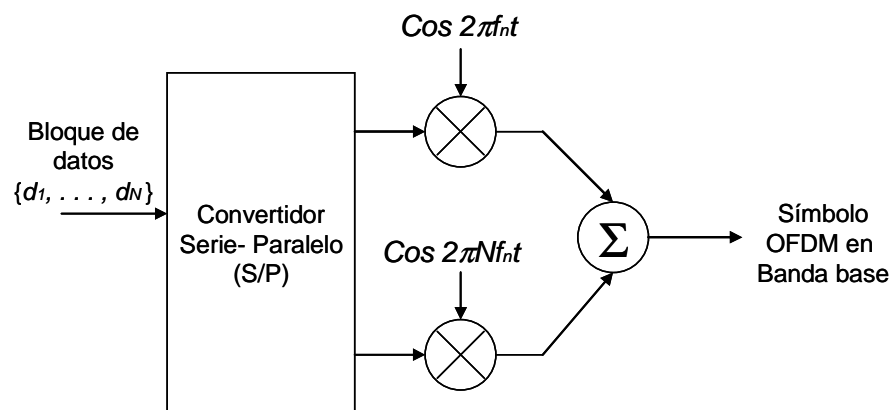 Cos 2πfnt
Bloque de
datos
{d1, . . . , dN}
Convertidor
Serie- Paralelo
(S/P)
Cos 2πNfnt
Σ
Símbolo
OFDM en
Banda base